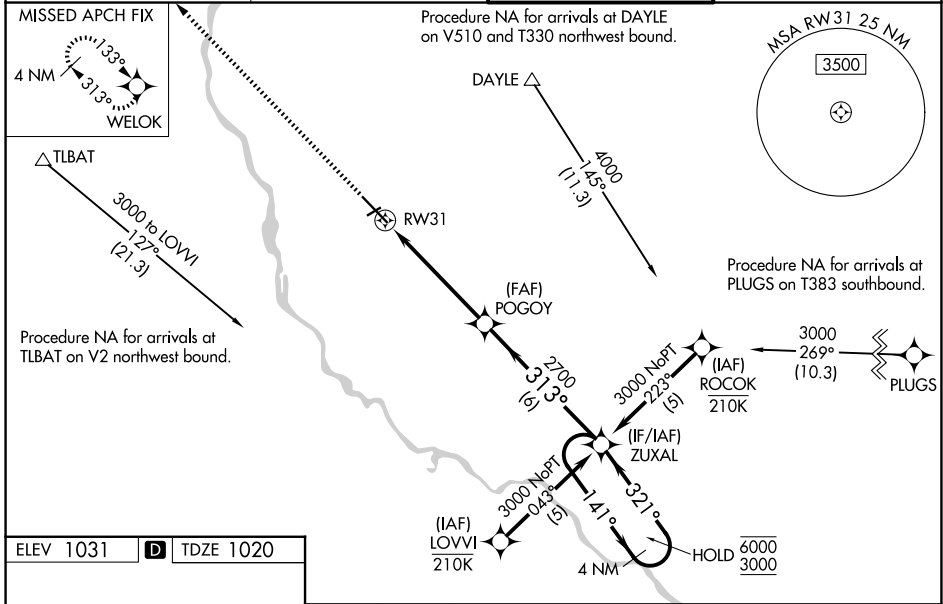 MISSED APCH FIX
4 NM
133°
313°
WELOK
Procedure NA for arrivals at DAYLE
on V510 and T330 northwest bound.
MSA RW 31 25 NM
3500
DAYLE
4000
145°
(11.3)
TLBAT
3000 to LOVVI
127°
(21.3)
RW31
Procedure NA for arrivals at
PLUGS on T383 southbound.
(FAF)
POGOY
Procedure NA for arrivals at
TLBAT on V2 northwest bound.
2700
313°
(6)
3000 NoPT
223°
(5)
(IAF)
ROCOK
210K
3000
269°
(10.3)
PLUGS
(IF/IAF)
ZUXAL
3000 NoPT
043°
(5)
141°
321°
(IAF)
LOVVI
210K
4 NM
HOLD 6000
3000
ELEV 1031 D TDZE 1020